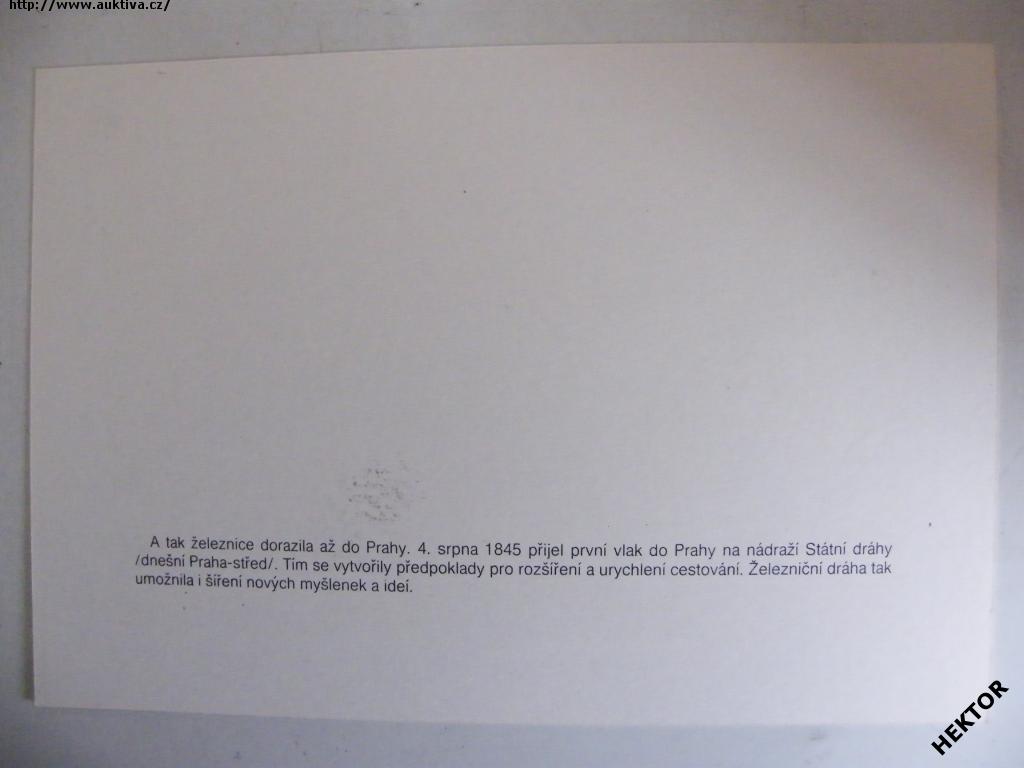 http://www.auktiva.cz/
A tak železnice dorazila až do Prahy. 4. srpna 1845 přijel první vlak do Prahy na nádraží Státní dráhy
/dnešní Praha-střed/. Tím se vytvořily předpoklady pro rozšíření a urychlení cestování. Železniční dráha tak
umožnila i šíření nových myšlenek a ideí.
HEKTOR